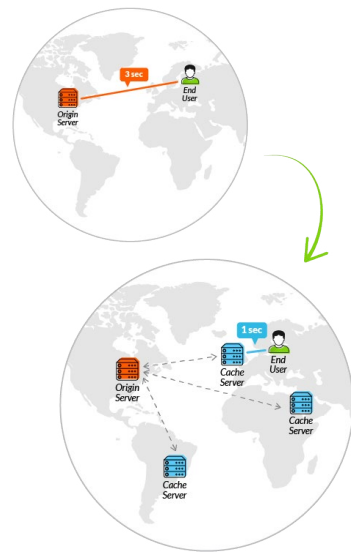 3 sec
End
User
Origin
Server
1 sec
End
User
Cache
Server
Origin
Server
Cache
Server
Cache
Server